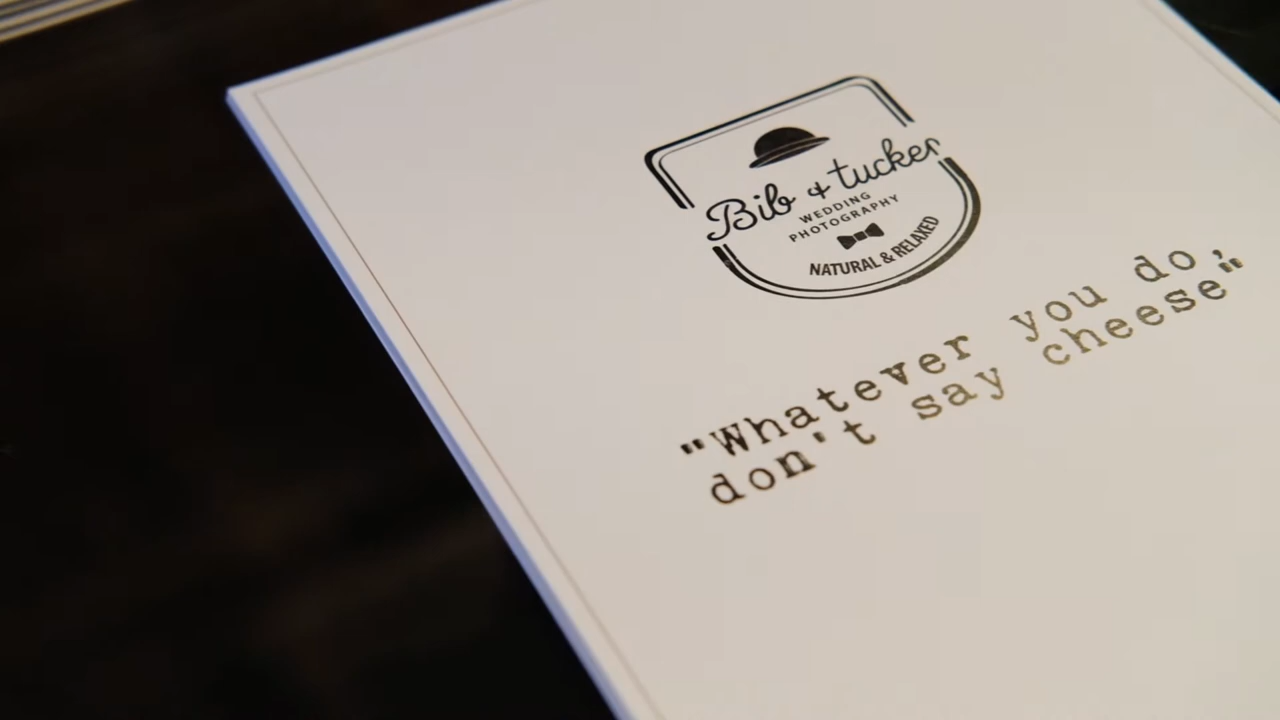 Bib & tucker
WEDDING
PHOTOGRAPHY
NATURAL & RELAXED
"Whatever you do,
don't say cheese"